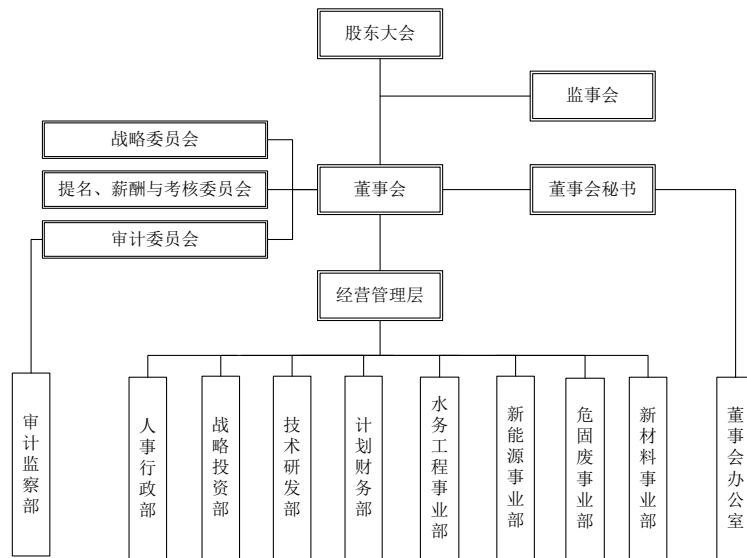 股东大会
监事会
战略委员会
提名、薪酬与考核委员会
董事会
董事会秘书
审计委员会
经营管理层
审计监察部
人事行政部
战略投资部
技术研发部
计划财务部
水务工程事业部
新能源事业部
危固废事业部
新材料事业部
董事会办公室